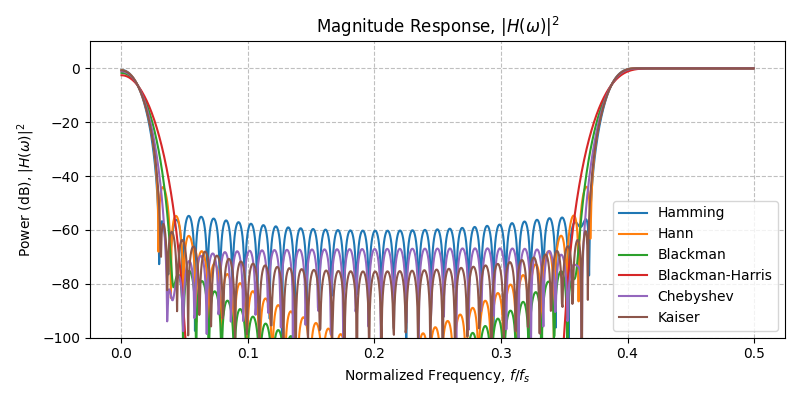 Magnitude Response, |H(ω)|²
Power (dB), |H(ω)|²
0
−20
−40
−60
−80
−100
Hamming
Hann
Blackman
Blackman-Harris
Chebyshev
Kaiser
0.0 0.1 0.2 0.3 0.4 0.5
Normalized Frequency, f/fₛ